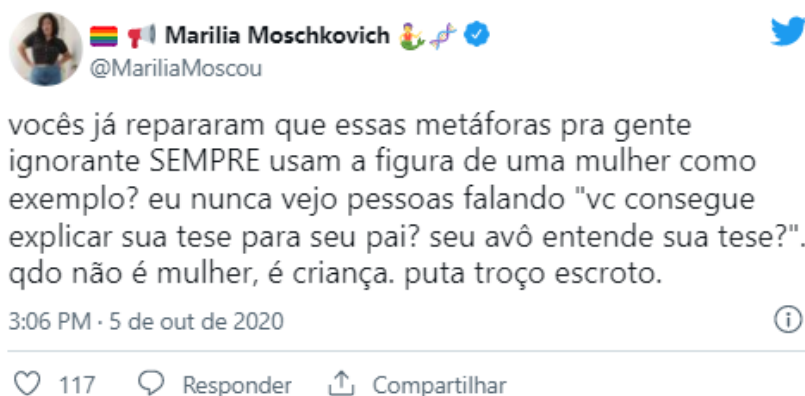 Marilia Moschkovich
@MariliaMoscou
vocês já repararam que essas metáforas pra gente
ignorante SEMPRE usam a figura de uma mulher como
exemplo? eu nunca vejo pessoas falando "vc consegue
explicar sua tese para seu pai? seu avô entende sua tese?".
qdo não é mulher, é criança. puta troço escroto.
3:06 PM · 5 de out de 2020
117 Responder Compartilhar